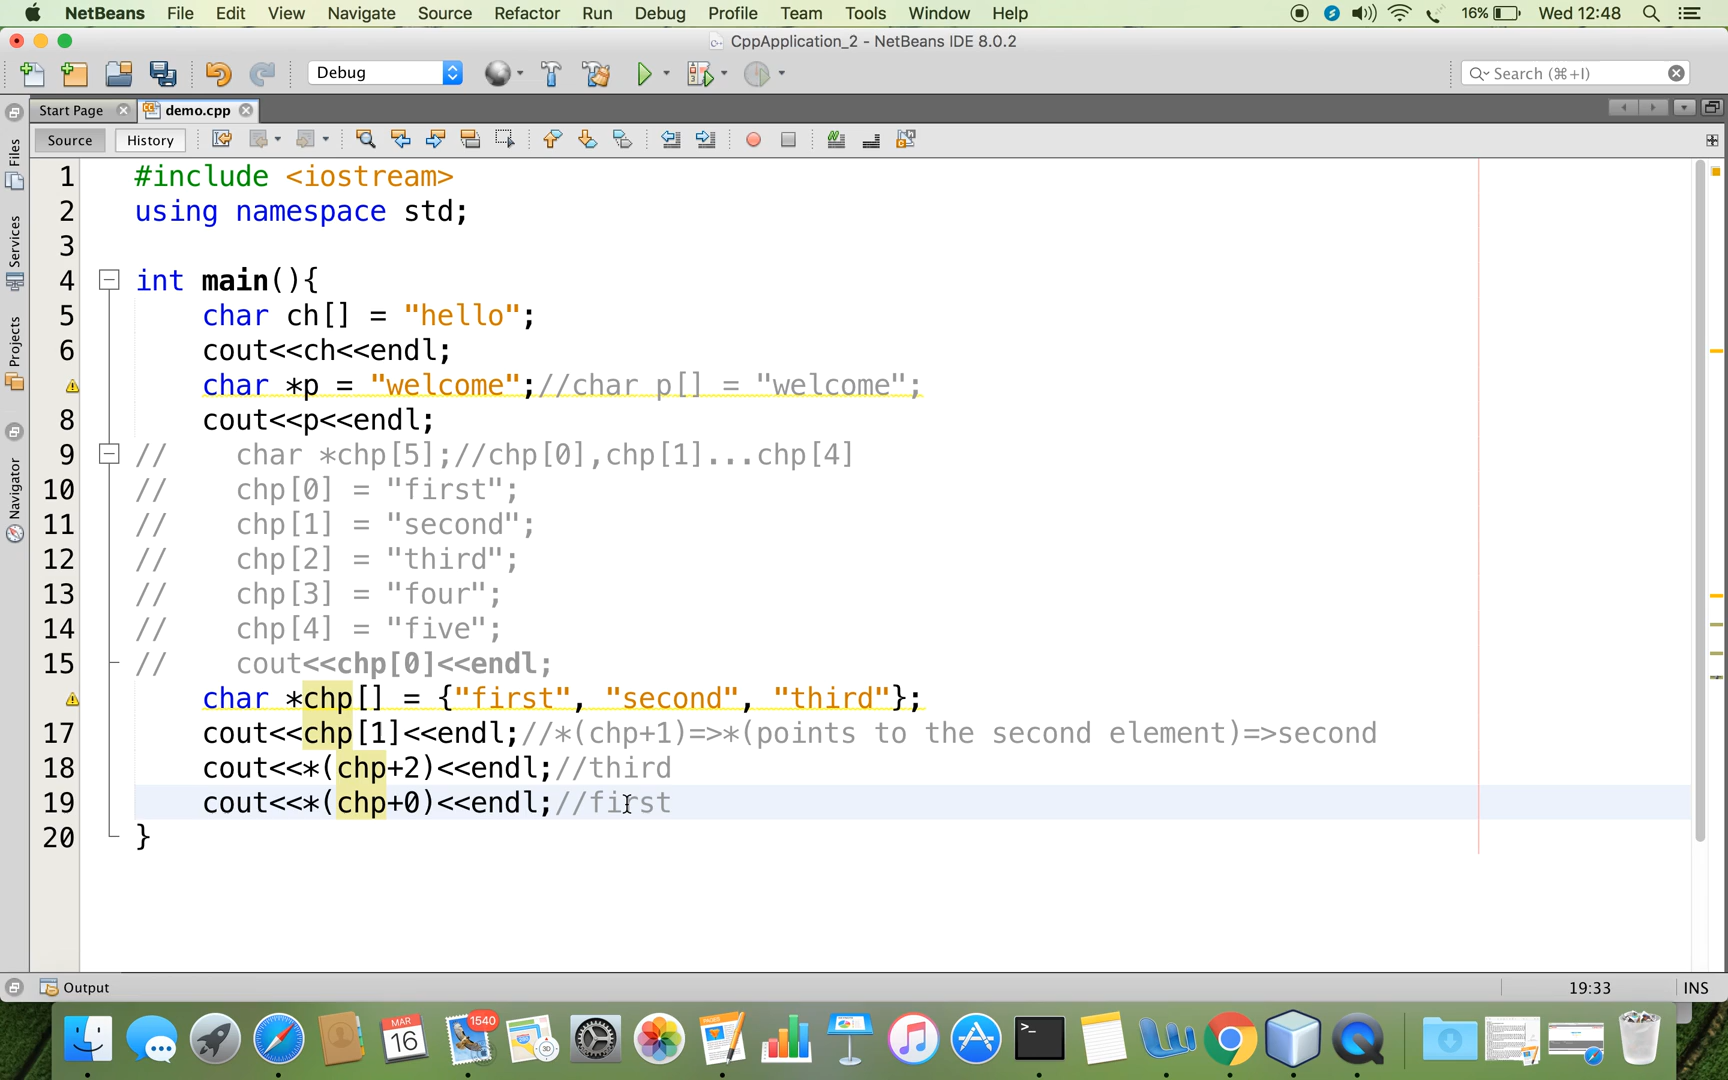 NetBeans File Edit View Navigate Source Refactor Run Debug Profile Team Tools Window Help 16% Wed 12:48
CppApplication_2 - NetBeans IDE 8.0.2
Debug Search (⌘+I)
Start Page demo.cpp
Source History
Files
Services
Projects
Navigator
1 #include <iostream>
2 using namespace std;
3
4 int main(){
5 char ch[] = "hello";
6 cout<<ch<<endl;
char *p = "welcome";//char p[] = "welcome";
8 cout<<p<<endl;
9 // char *chp[5];//chp[0],chp[1]...chp[4]
10 // chp[0] = "first";
11 // chp[1] = "second";
12 // chp[2] = "third";
13 // chp[3] = "four";
14 // chp[4] = "five";
15 // cout<<chp[0]<<endl;
char *chp[] = {"first", "second", "third"};
17 cout<<chp[1]<<endl;//*(chp+1)=>*(points to the second element)=>second
18 cout<<*(chp+2)<<endl;//third
19 cout<<*(chp+0)<<endl;//first
20 }
Output 19:33 INS
1540
MAR
16
3D
>_